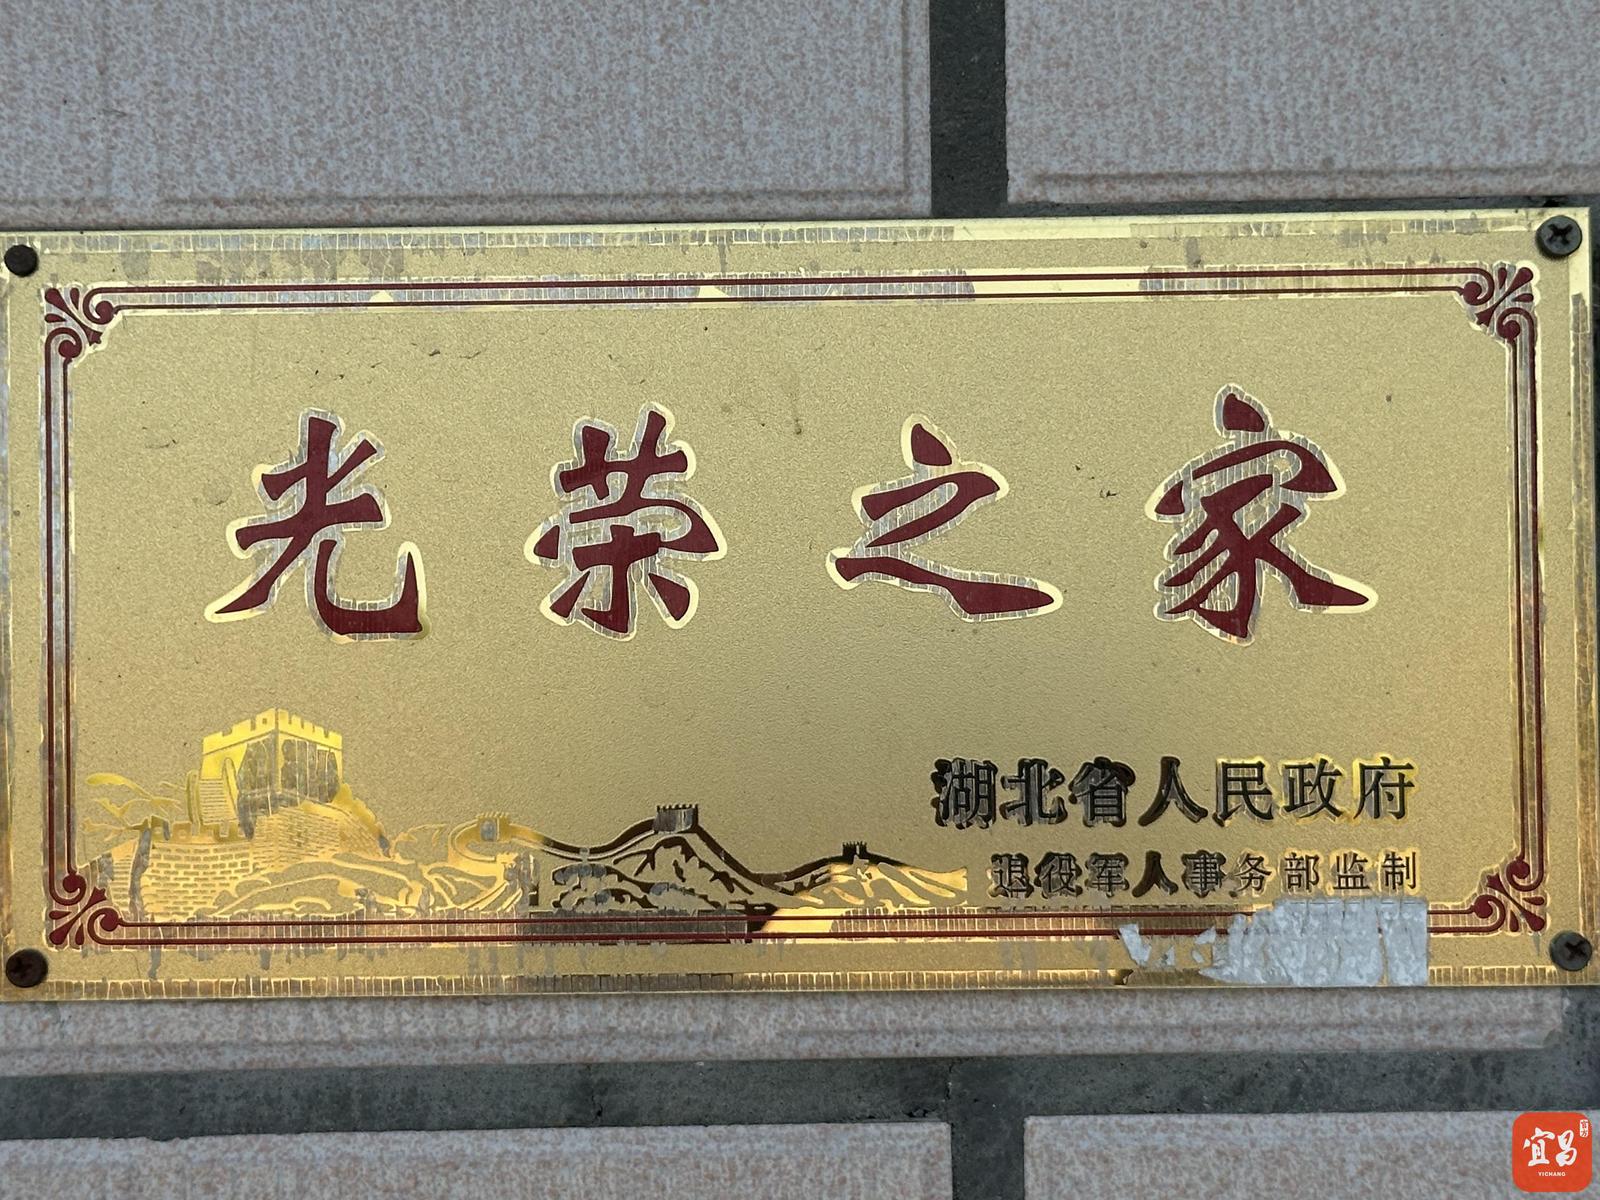 光荣之家
湖北省人民政府
退役军人事务部监制
宜昌
YICHANG